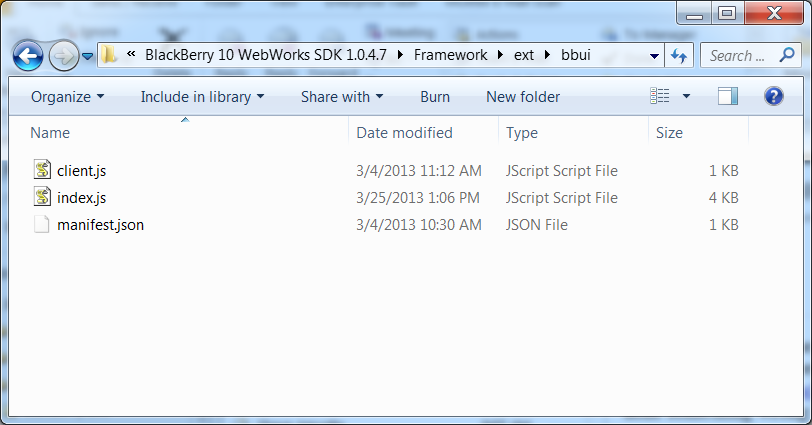 « BlackBerry 10 WebWorks SDK 1.0.4.7 Framework ext bbui Search ...
Organize Include in library Share with Burn New folder
Name Date modified Type Size
client.js 3/4/2013 11:12 AM JScript Script File 1 KB
index.js 3/25/2013 1:06 PM JScript Script File 4 KB
manifest.json 3/4/2013 10:30 AM JSON File 1 KB